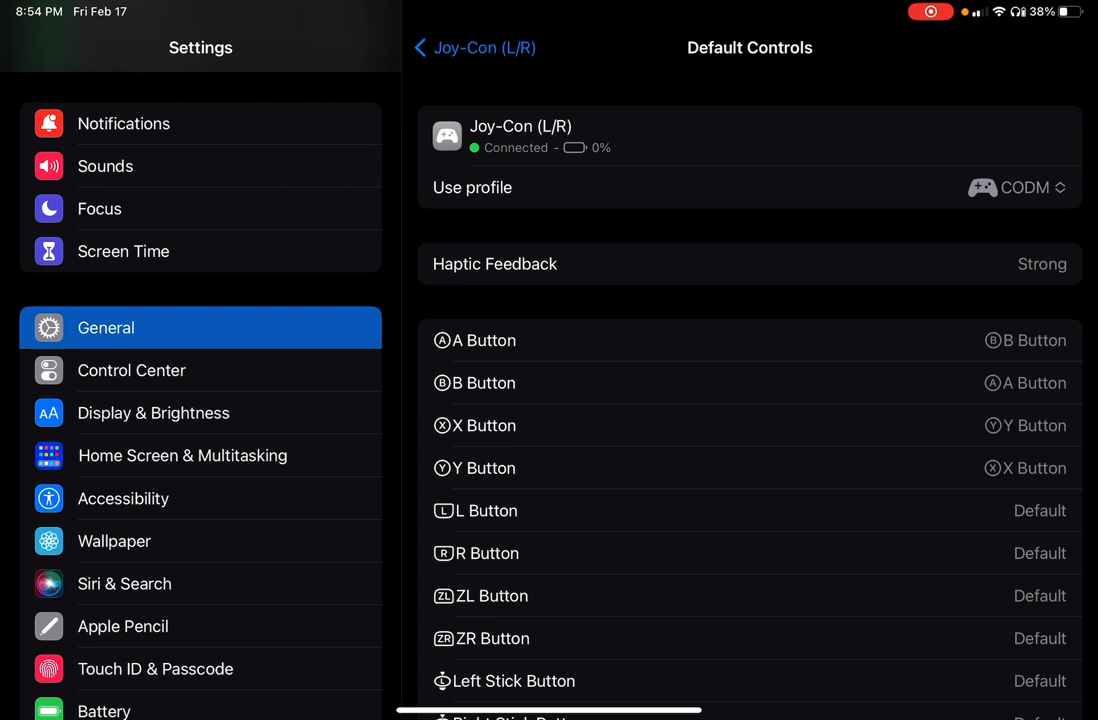 8:54 PM Fri Feb 17
38%
Settings
Notifications
Sounds
Focus
Screen Time
General
Control Center
AA Display & Brightness
Home Screen & Multitasking
Accessibility
Wallpaper
Siri & Search
Apple Pencil
Touch ID & Passcode
Battery
Joy-Con (L/R) Default Controls
Joy-Con (L/R)
Connected - 0%
Use profile CODM
Haptic Feedback Strong
A A Button B B Button
B B Button A A Button
X X Button Y Y Button
Y Y Button X X Button
L L Button Default
R R Button Default
ZL ZL Button Default
ZR ZR Button Default
L Left Stick Button Default